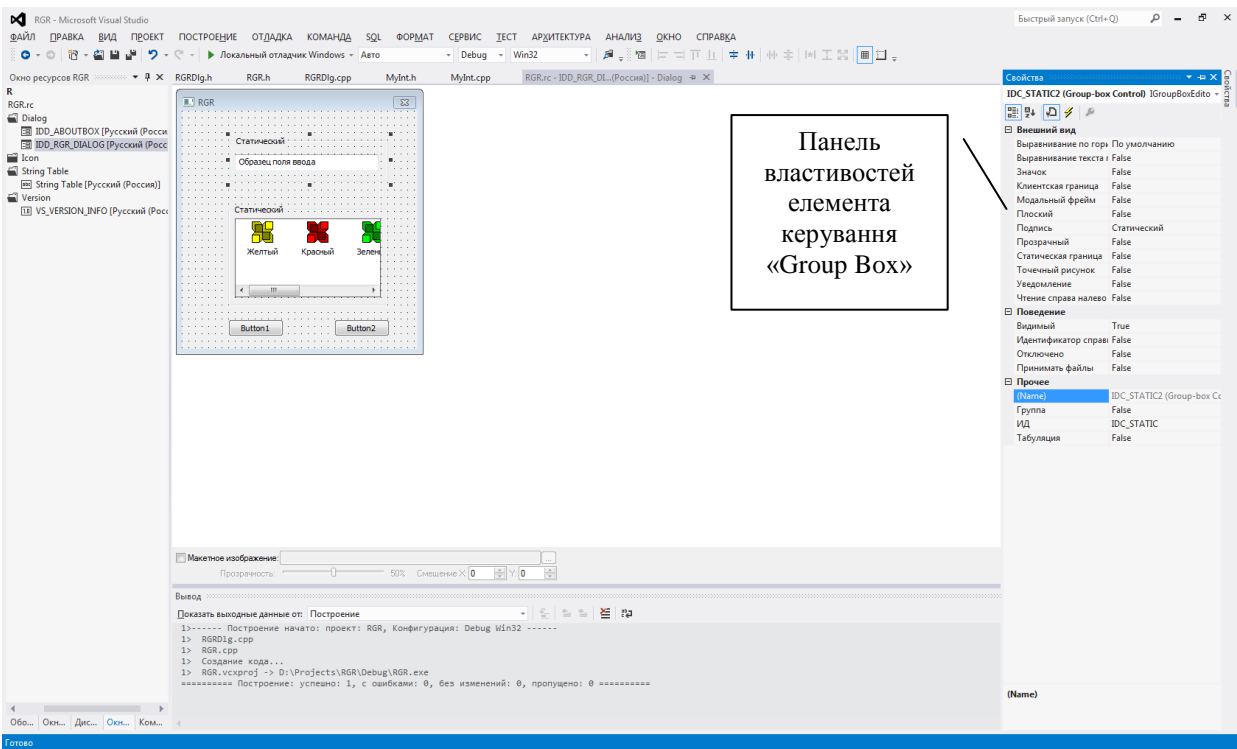 RGR - Microsoft Visual Studio
Быстрый запуск (Ctrl+Q)
ФАЙЛ ПРАВКА ВИД ПРОЕКТ ПОСТРОЕНИЕ ОТЛАДКА КОМАНДА SQL ФОРМАТ СЕРВИС ТЕСТ АРХИТЕКТУРА АНАЛИЗ ОКНО СПРАВКА
Локальный отладчик Windows Авто Debug Win32
Окно ресурсов RGR
RGRDlg.h RGR.h RGRDlg.cpp MyInt.h MyInt.cpp RGR.rc - IDD_RGR_DI...(Россия)] - Dialog
R
RGR.rc
Dialog
IDD_ABOUTBOX [Русский (Росси
IDD_RGR_DIALOG [Русский (Росс
Icon
String Table
String Table [Русский (Россия)]
Version
VS_VERSION_INFO [Русский (Росс
RGR
Статический
Образец поля ввода
Статический
Желтый Красный Зелен
Button1 Button2
Панель
властивостей
елемента
керування
«Group Box»
Свойства
Свойства
IDC_STATIC2 (Group-box Control) IGroupBoxEdito
Внешний вид
Выравнивание по гори По умолчанию
Выравнивание текста г False
Значок False
Клиентская граница False
Модальный фрейм False
Плоский False
Подпись Статический
Прозрачный False
Статическая граница False
Точечный рисунок False
Уведомление False
Чтение справа налево False
Поведение
Видимый True
Идентификатор справ False
Отключено False
Принимать файлы False
Прочее
(Name) IDC_STATIC2 (Group-box Co
Группа False
ИД IDC_STATIC
Табуляция False
(Name)
Макетное изображение: ...
Прозрачность: 50% Смещение X: 0 Y: 0
Вывод
Показать выходные данные от: Построение
1>------ Построение начато: проект: RGR, Конфигурация: Debug Win32 ------
1> RGRDlg.cpp
1> RGR.cpp
1> Создание кода...
1> RGR.vcxproj -> D:\Projects\RGR\Debug\RGR.exe
========== Построение: успешно: 1, с ошибками: 0, без изменений: 0, пропущено: 0 ==========
Обо... Окн... Дис... Окн... Ком...
Готово